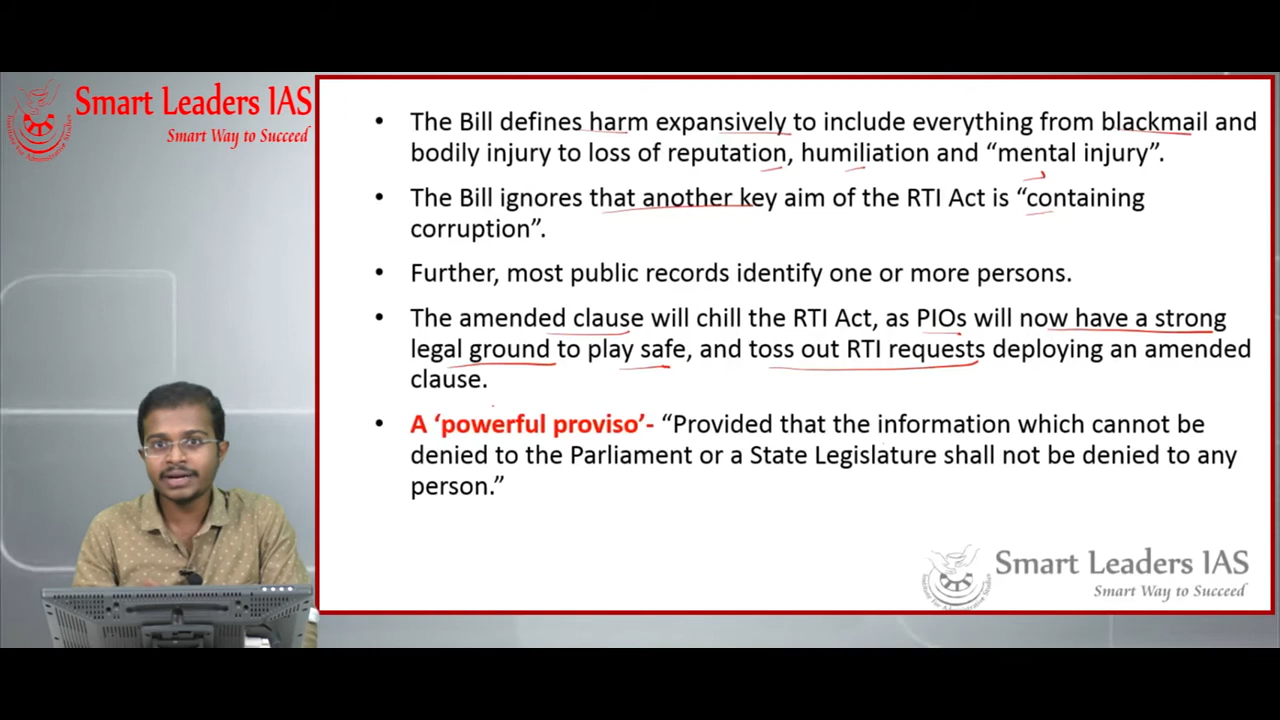 Smart Leaders IAS
Smart Way to Succeed
• The Bill defines harm expansively to include everything from blackmail and
bodily injury to loss of reputation, humiliation and “mental injury”.
• The Bill ignores that another key aim of the RTI Act is “containing
corruption”.
• Further, most public records identify one or more persons.
• The amended clause will chill the RTI Act, as PIOs will now have a strong
legal ground to play safe, and toss out RTI requests deploying an amended
clause.
• A ‘powerful proviso’- “Provided that the information which cannot be
denied to the Parliament or a State Legislature shall not be denied to any
person.”
Smart Leaders IAS
Smart Way to Succeed